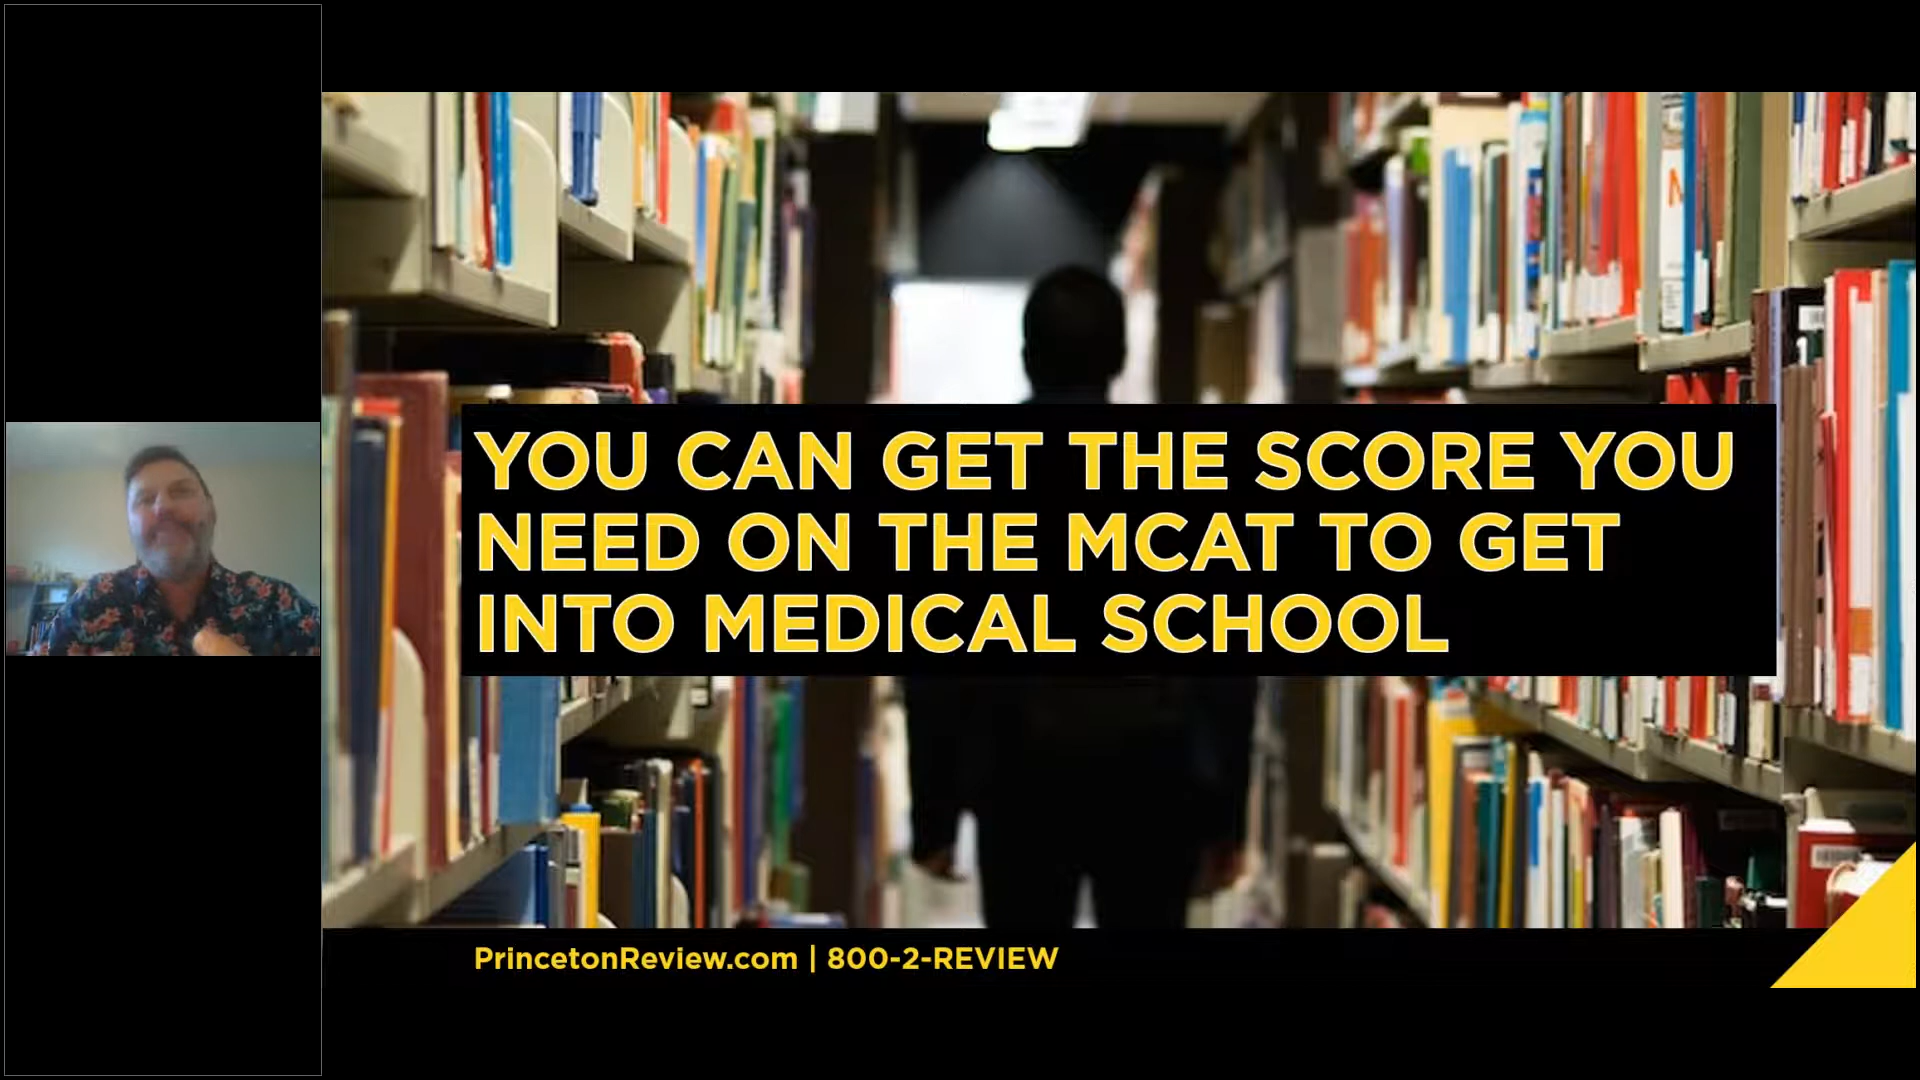 YOU CAN GET THE SCORE YOU
NEED ON THE MCAT TO GET
INTO MEDICAL SCHOOL
PrincetonReview.com | 800-2-REVIEW